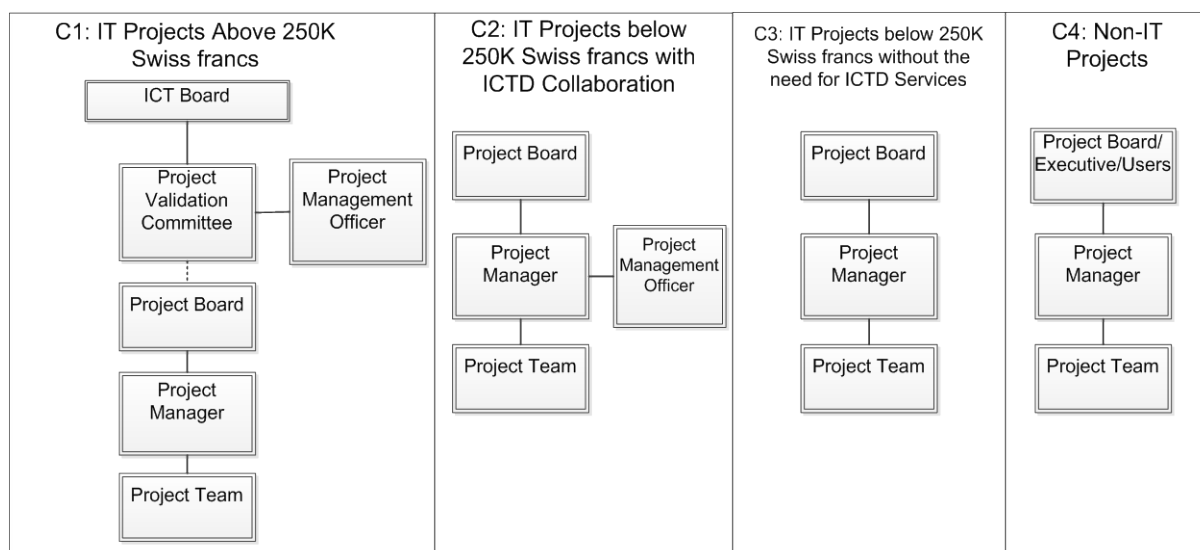 C1: IT Projects Above 250K
Swiss francs
ICT Board
Project
Validation
Committee
Project
Management
Officer
Project Board
Project
Manager
Project Team
C2: IT Projects below
250K Swiss francs with
ICTD Collaboration
Project Board
Project
Manager
Project
Management
Officer
Project Team
C3: IT Projects below 250K
Swiss francs without the
need for ICTD Services
Project Board
Project
Manager
Project Team
C4: Non-IT
Projects
Project Board/
Executive/Users
Project
Manager
Project Team